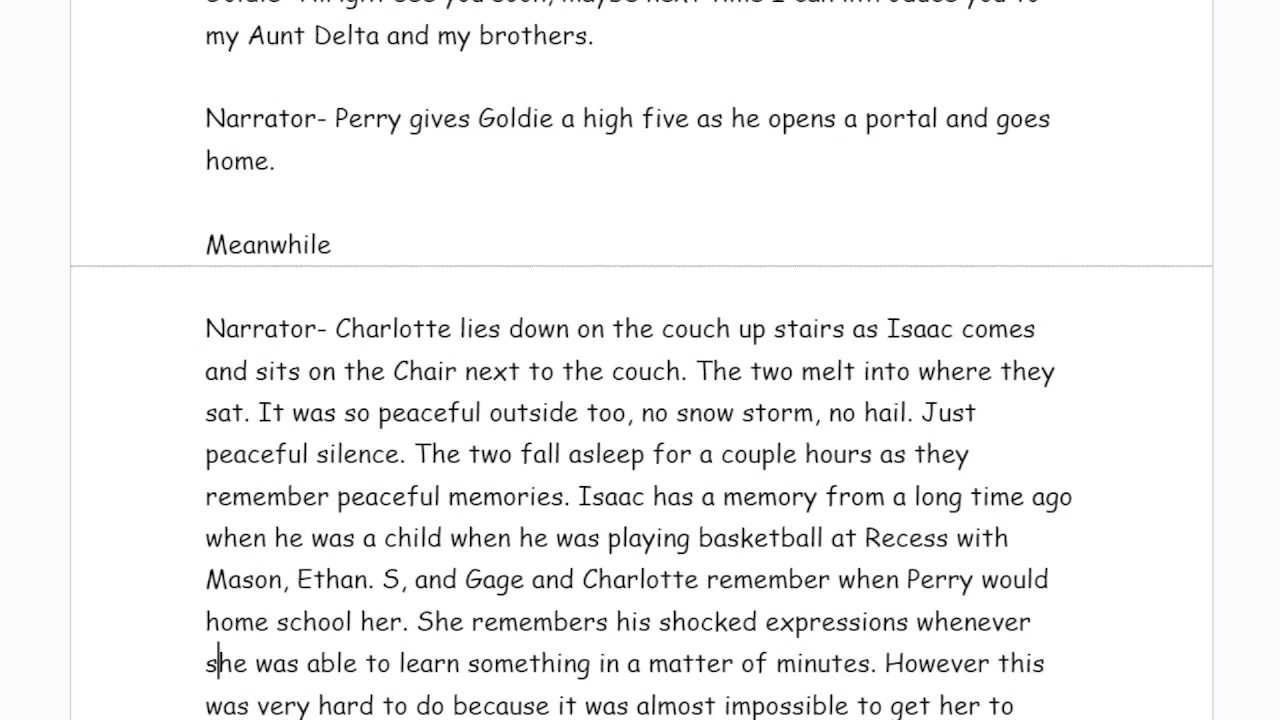 my Aunt Delta and my brothers.
Narrator- Perry gives Goldie a high five as he opens a portal and goes
home.
Meanwhile
Narrator- Charlotte lies down on the couch up stairs as Isaac comes
and sits on the Chair next to the couch. The two melt into where they
sat. It was so peaceful outside too, no snow storm, no hail. Just
peaceful silence. The two fall asleep for a couple hours as they
remember peaceful memories. Isaac has a memory from a long time ago
when he was a child when he was playing basketball at Recess with
Mason, Ethan. S, and Gage and Charlotte remember when Perry would
home school her. She remembers his shocked expressions whenever
she was able to learn something in a matter of minutes. However this
was very hard to do because it was almost impossible to get her to